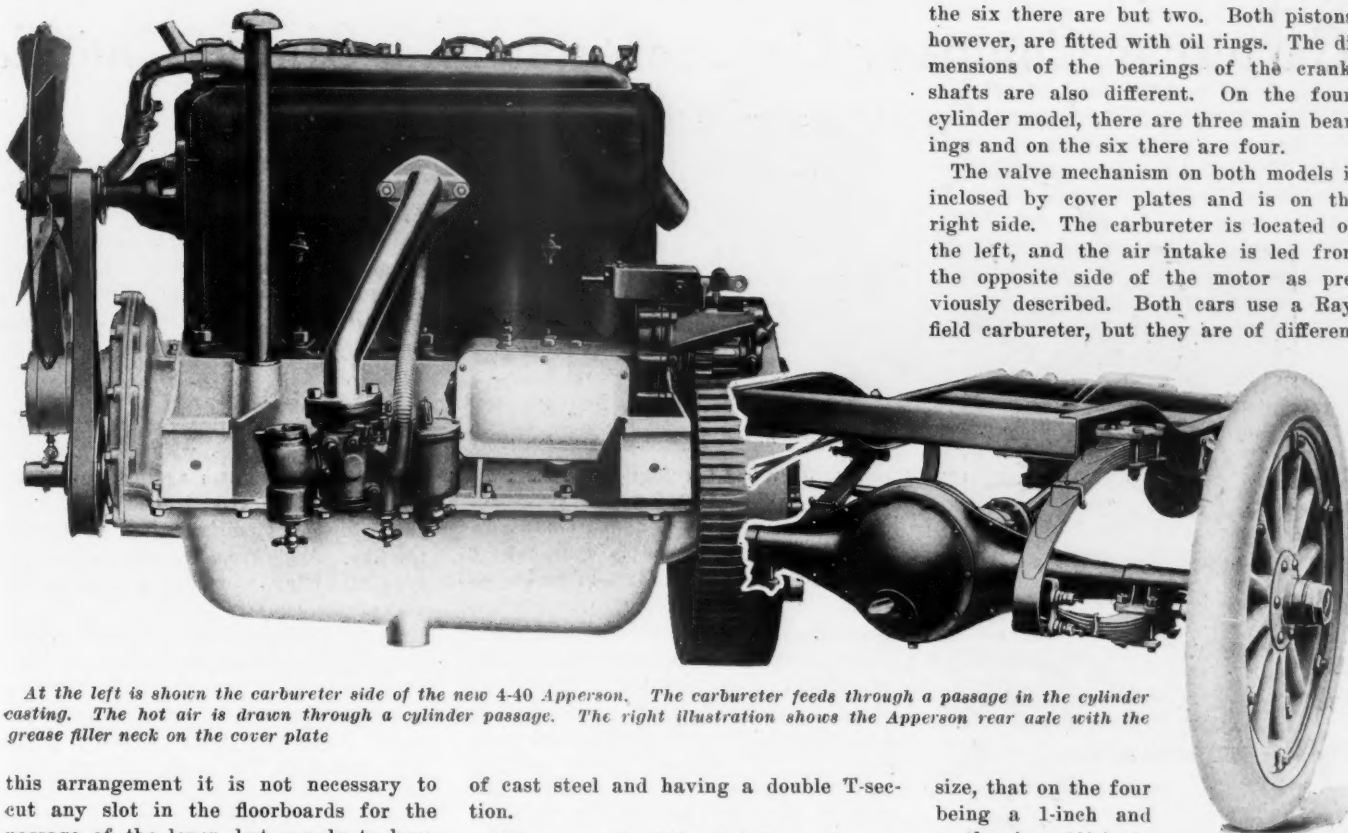 the six there are but two. Both pistons
however, are fitted with oil rings. The di
mensions of the bearings of the crank
shafts are also different. On the four
cylinder model, there are three main bear
ings and on the six there are four.
The valve mechanism on both models i
inclosed by cover plates and is on th
right side. The carbureter is located o
the left, and the air intake is led from
the opposite side of the motor as pre
viously described. Both cars use a Ray
field carbureter, but they are of differen
At the left is shown the carbureter side of the new 4-40 Apperson. The carbureter feeds through a passage in the cylinder
casting. The hot air is drawn through a cylinder passage. The right illustration shows the Apperson rear axle with the
grease filler neck on the cover plate
this arrangement it is not necessary to
cut any slot in the floorboards for the
of cast steel and having a double T-sec-
tion.
size, that on the four
being a 1-inch and